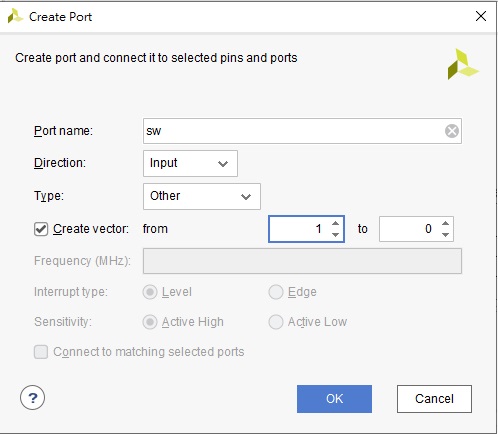 Create Port
Create port and connect it to selected pins and ports
Port name: sw
Direction: Input
Type: Other
Create vector: from 1 to 0
Frequency (MHz):
Interrupt type: Level Edge
Sensitivity: Active High Active Low
Connect to matching selected ports
? OK Cancel